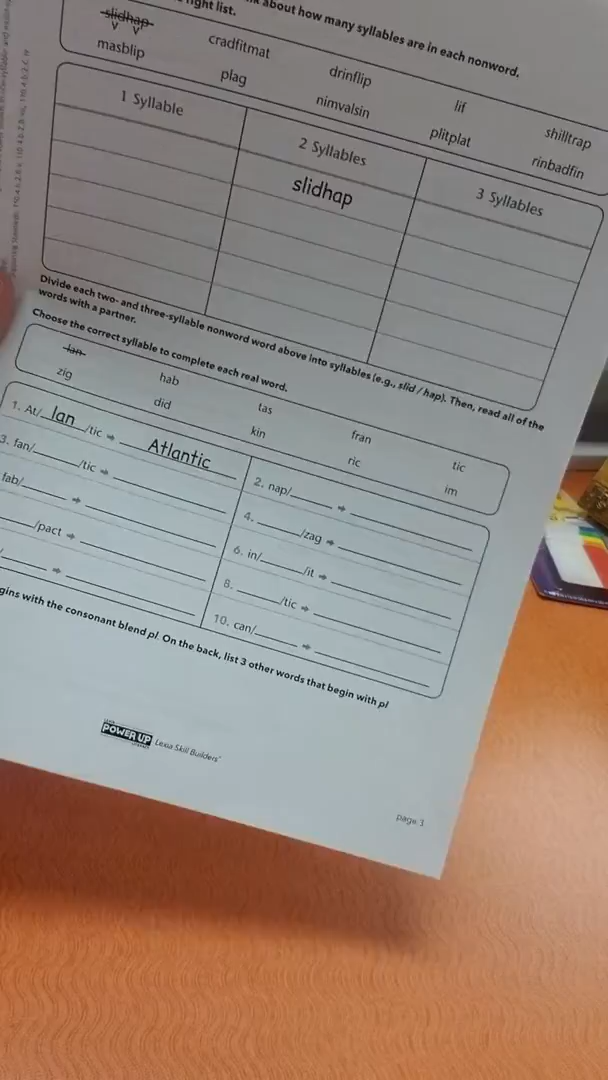 about how many syllables are in each nonword.
right list.
slidhap cradfitmat drinflip lif shilltrap
V V
masblip plag nimvalsin plitplat rinbadfin
1 Syllable 2 Syllables 3 Syllables
slidhap
Divide each two- and three-syllable nonword word above into syllables (e.g., slid / hap). Then, read all of the
words with a partner.
Choose the correct syllable to complete each real word.
lan hab tas fran tic
zig did kin ric im
1. At/ lan /tic ➔ Atlantic
2. nap/ ➔
3. fan/ /tic ➔
4. /zag ➔
fab/ ➔
6. in/ /it ➔
/pact ➔
8. /tic ➔
/ ➔
10. can/ ➔
with the consonant blend pl. On the back, list 3 other words that begin with pl
POWER UP Lexia Skill Builders
page 3